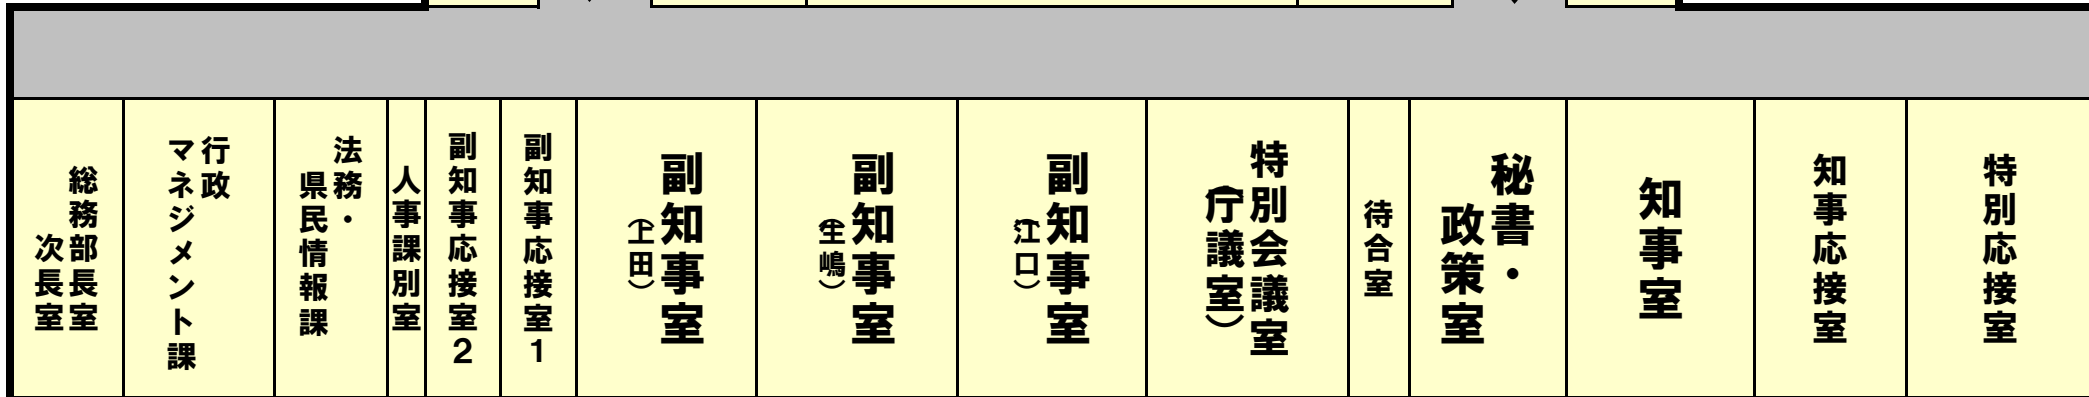 総務部長室
次長室
行政
マネジメント課
法務・
県民情報課
人事課別室
副知事応接室2
副知事応接室1
副知事室
（上田）
副知事室
（生嶋）
副知事室
（江口）
特別会議室
（庁議室）
待合室
秘書・
政策室
知事室
知事応接室
特別応接室